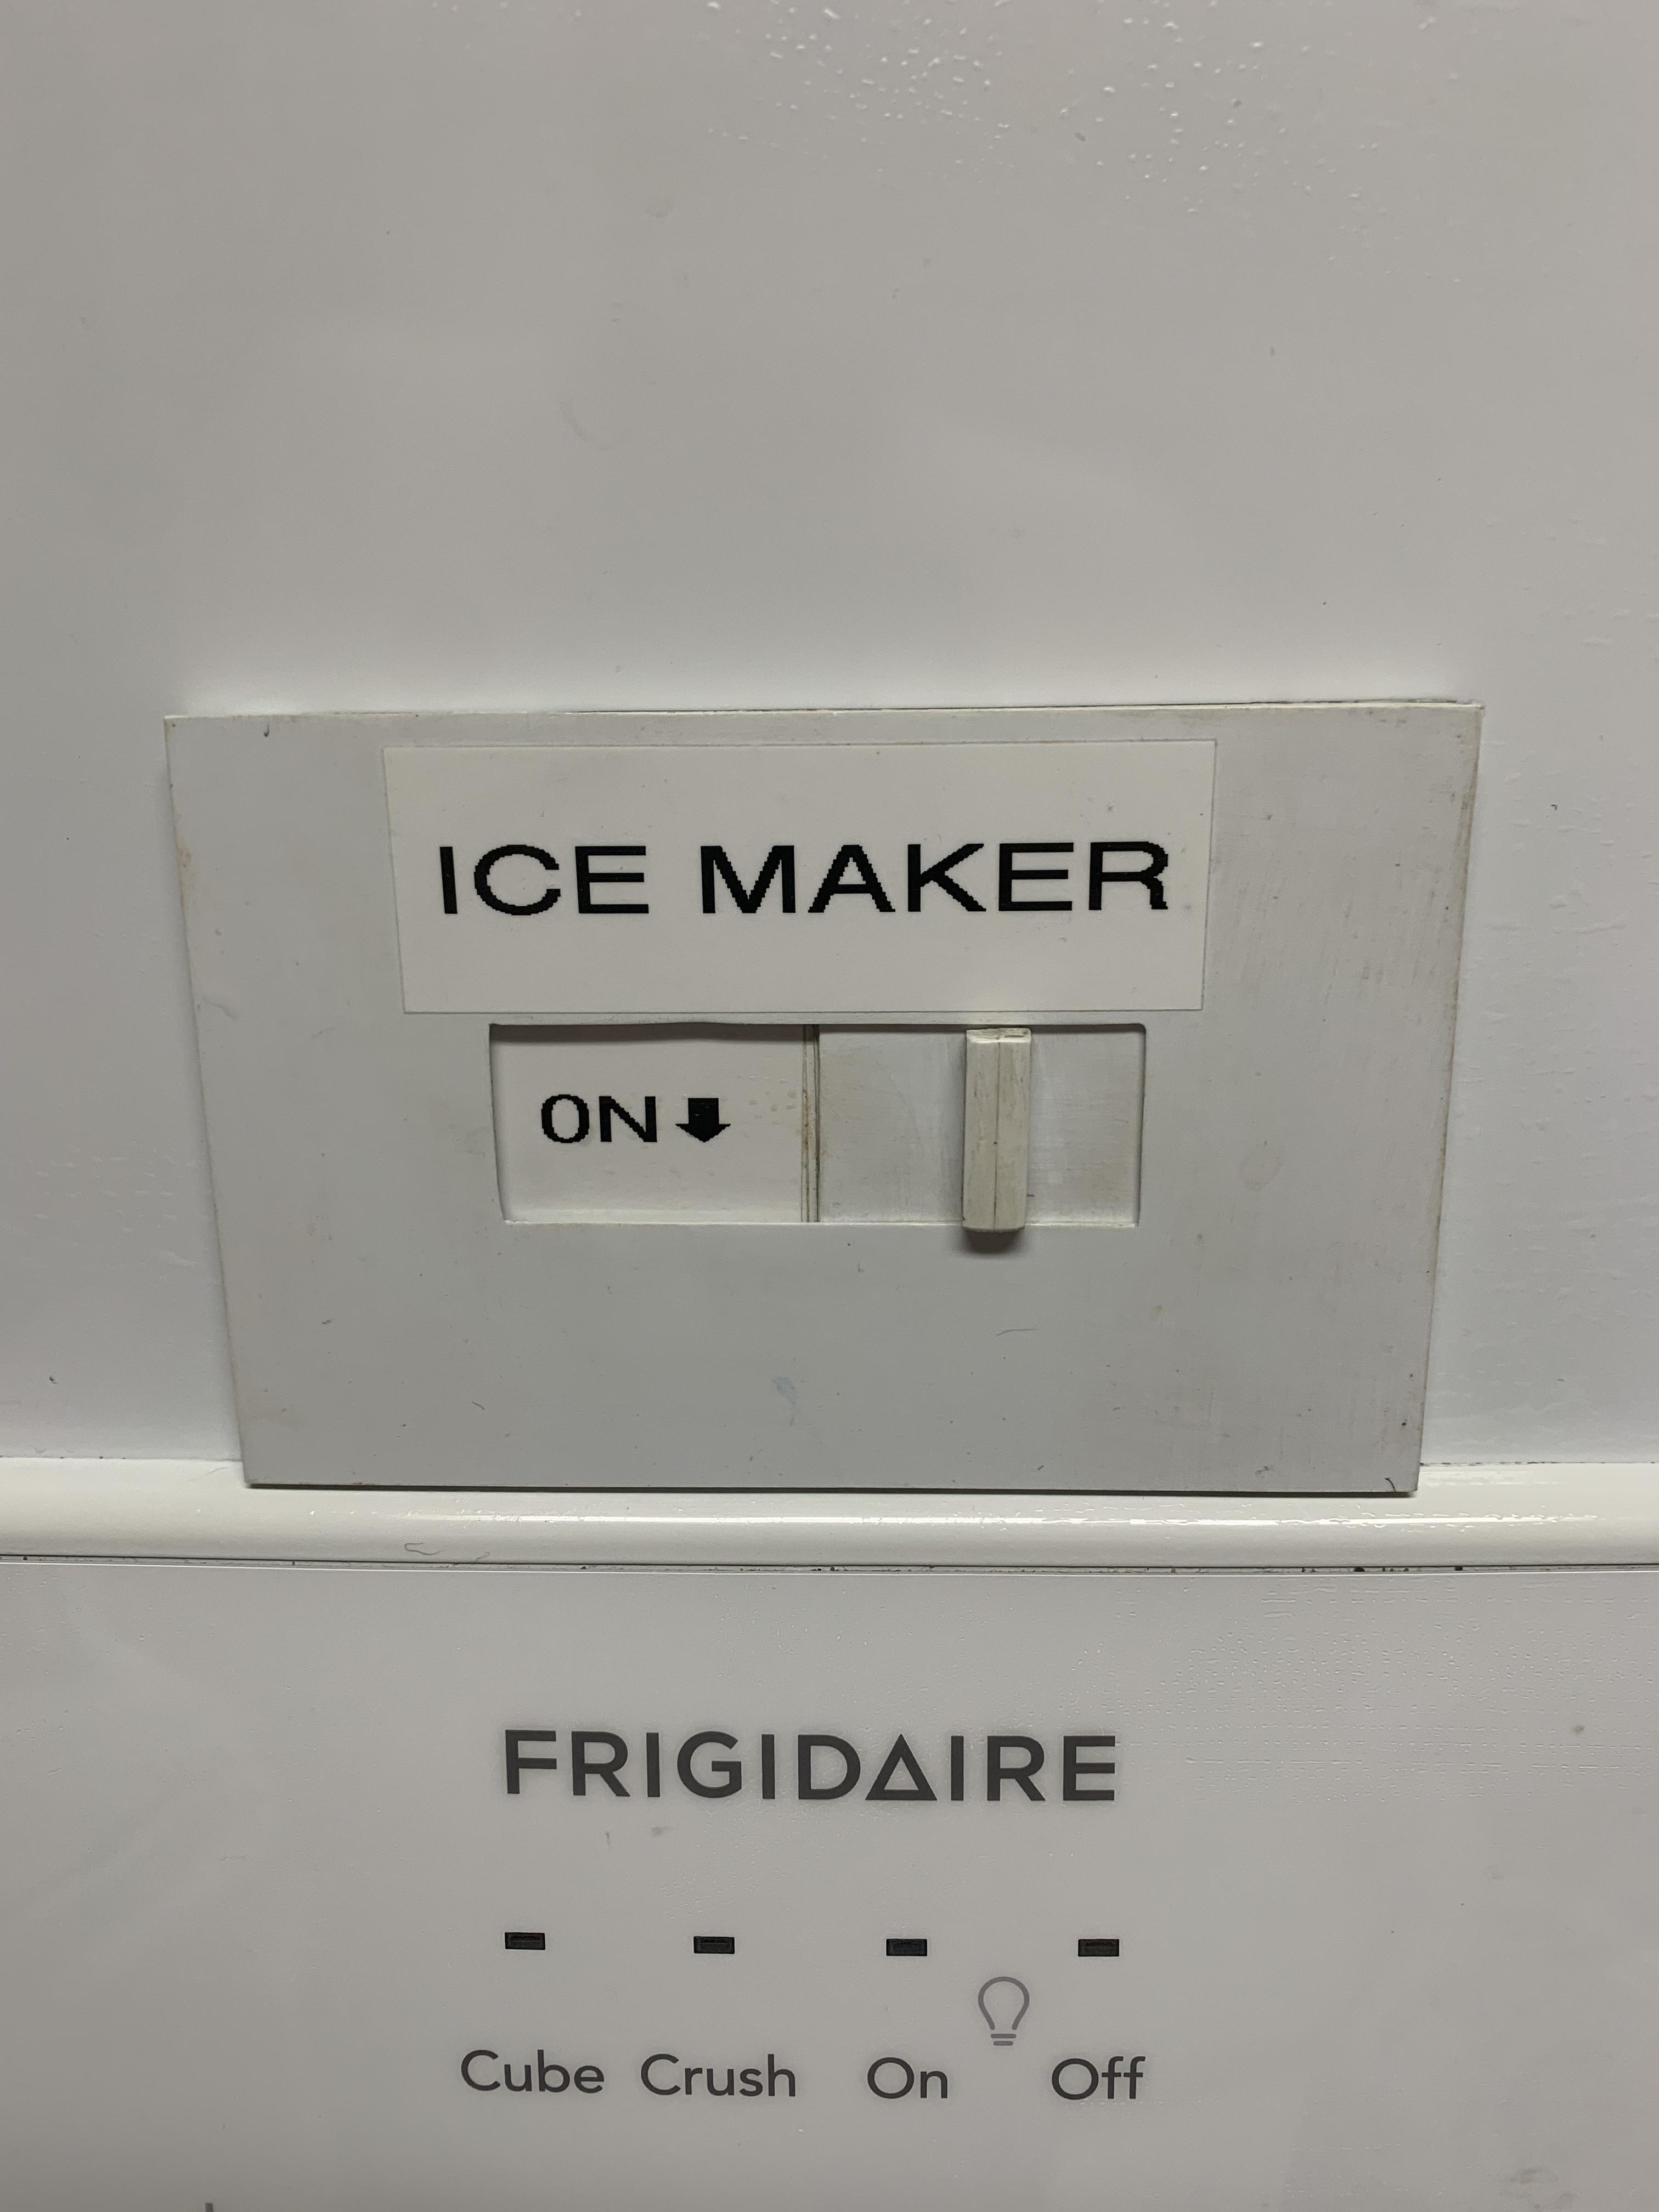 ICE MAKER
ON⬇
FRIGIDAIRE
Cube Crush On Off